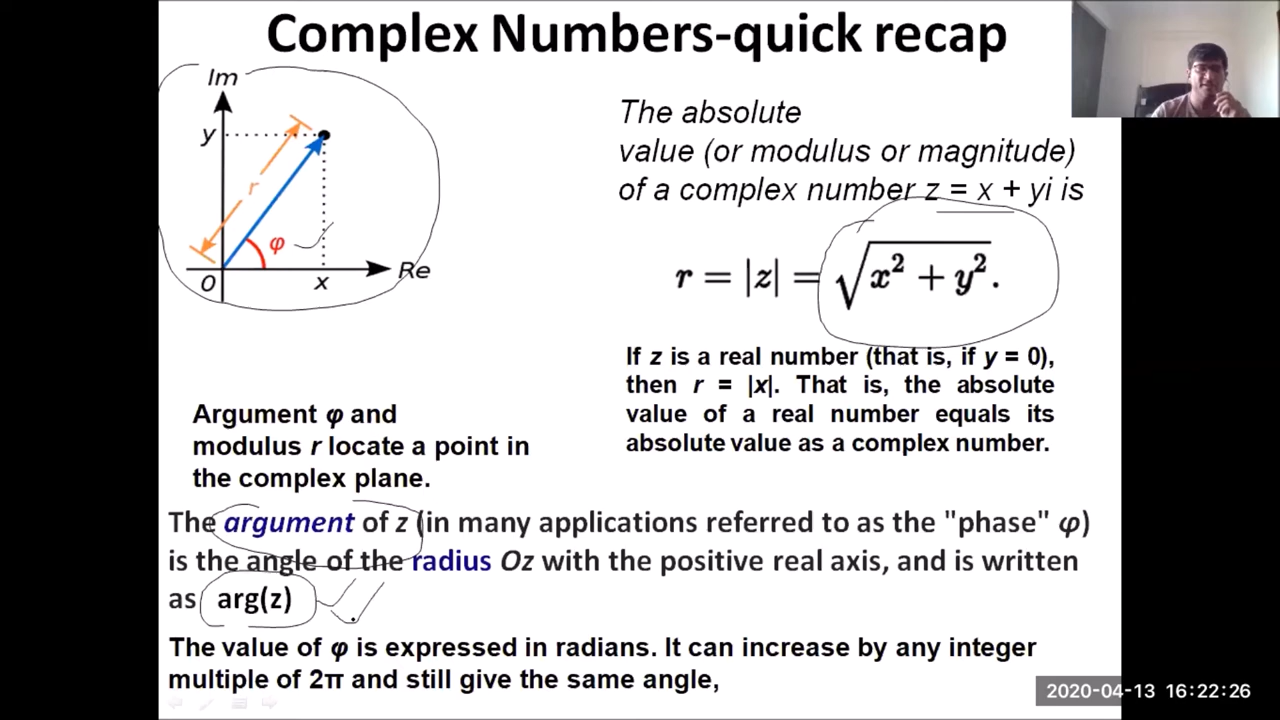 Complex Numbers-quick recap
Im
y
r
φ
0
x
Re
The absolute
value (or modulus or magnitude)
of a complex number z = x + yi is
r = |z| = √x² + y².
If z is a real number (that is, if y = 0),
then r = |x|. That is, the absolute
value of a real number equals its
absolute value as a complex number.
Argument φ and
modulus r locate a point in
the complex plane.
The argument of z (in many applications referred to as the "phase" φ)
is the angle of the radius Oz with the positive real axis, and is written
as arg(z)
The value of φ is expressed in radians. It can increase by any integer
multiple of 2π and still give the same angle,
2020-04-13 16:22:26